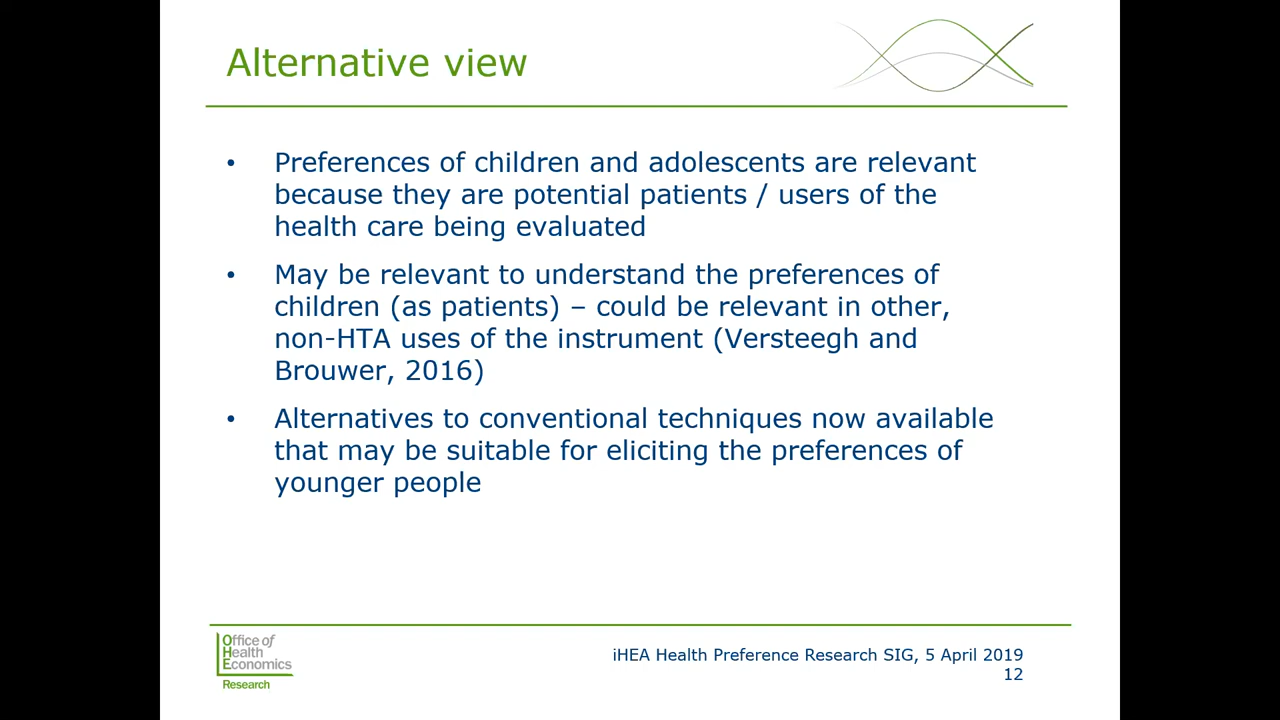 Alternative view
• Preferences of children and adolescents are relevant
because they are potential patients / users of the
health care being evaluated
• May be relevant to understand the preferences of
children (as patients) – could be relevant in other,
non-HTA uses of the instrument (Versteegh and
Brouwer, 2016)
• Alternatives to conventional techniques now available
that may be suitable for eliciting the preferences of
younger people
Office of
Health
Economics
Research
iHEA Health Preference Research SIG, 5 April 2019
12